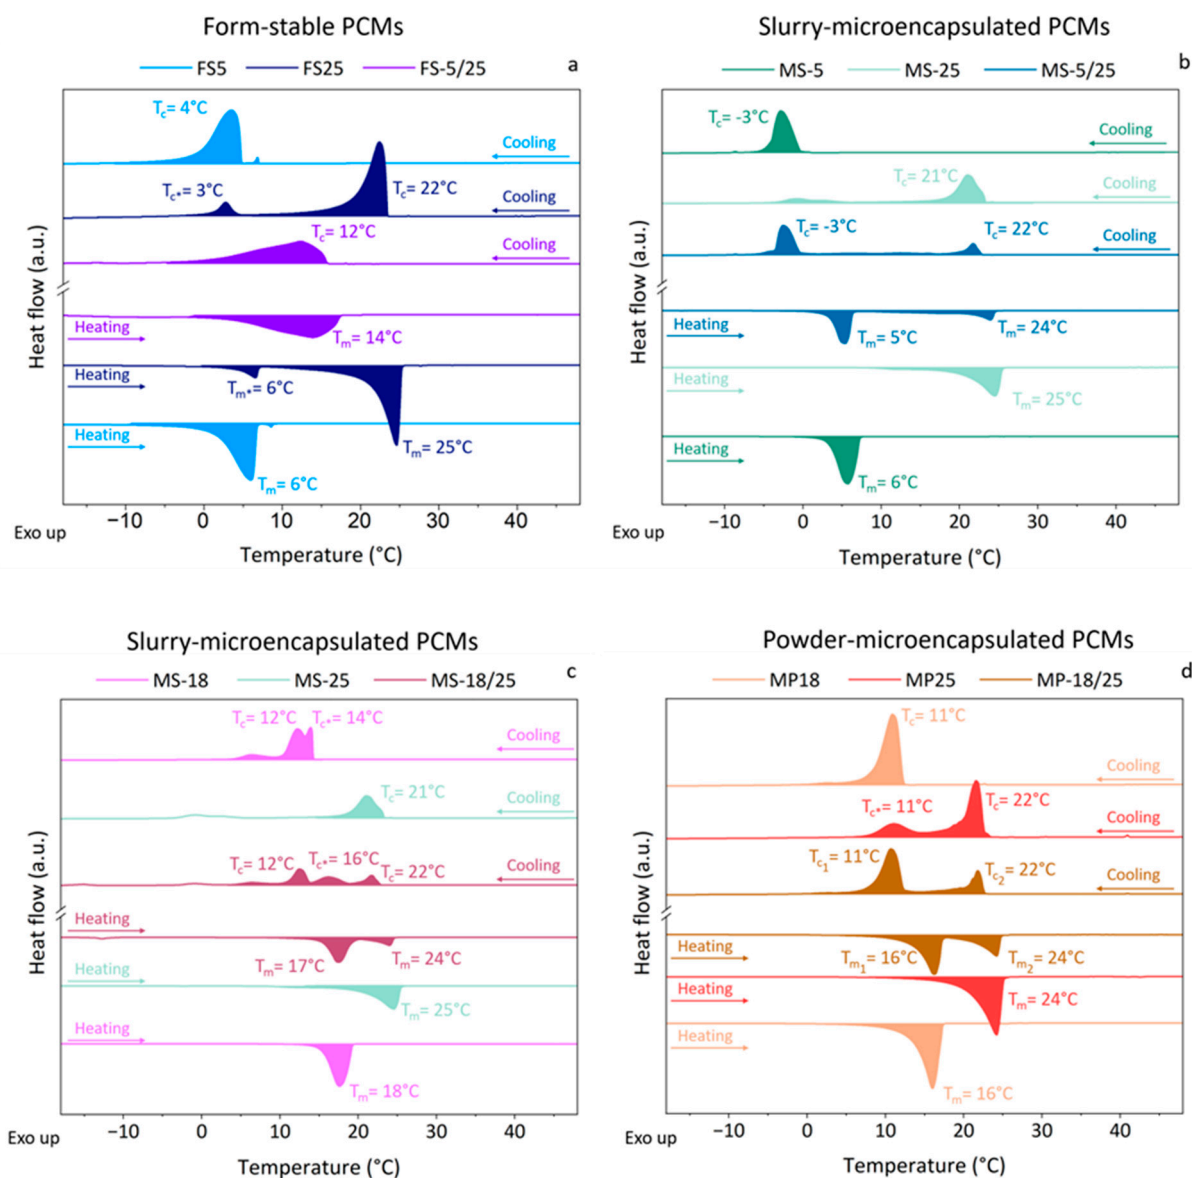 Form-stable PCMs
FS5 FS25 FS-5/25 a
Tc= 4°C
Cooling
Tc*= 3°C
Tc= 22°C
Cooling
Tc= 12°C
Cooling
Heating
Tm= 14°C
Heating
Tm*= 6°C
Tm= 25°C
Heating
Tm= 6°C
Heat flow (a.u.)
−10 0 10 20 30 40
Exo up
Temperature (°C)
Slurry-microencapsulated PCMs
MS-5 MS-25 MS-5/25 b
Tc= -3°C
Cooling
Tc= 21°C
Cooling
Tc= -3°C
Tc= 22°C
Cooling
Heating
Tm= 5°C
Tm= 24°C
Heating
Tm= 25°C
Heating
Tm= 6°C
Heat flow (a.u.)
−10 0 10 20 30 40
Exo up
Temperature (°C)
Slurry-microencapsulated PCMs
MS-18 MS-25 MS-18/25 c
Tc= 12°C Tc*= 14°C
Cooling
Tc= 21°C
Cooling
Tc= 12°C Tc*= 16°C
Tc= 22°C
Cooling
Heating
Tm= 17°C
Tm= 24°C
Heating
Tm= 25°C
Heating
Tm= 18°C
Heat flow (a.u.)
−10 0 10 20 30 40
Exo up
Temperature (°C)
Powder-microencapsulated PCMs
MP18 MP25 MP-18/25 d
Tc= 11°C
Cooling
Tc*= 11°C
Tc= 22°C
Cooling
Tc1= 11°C
Tc2= 22°C
Cooling
Heating
Tm1= 16°C
Tm2= 24°C
Heating
Tm= 24°C
Heating
Tm= 16°C
Heat flow (a.u.)
−10 0 10 20 30 40
Exo up
Temperature (°C)